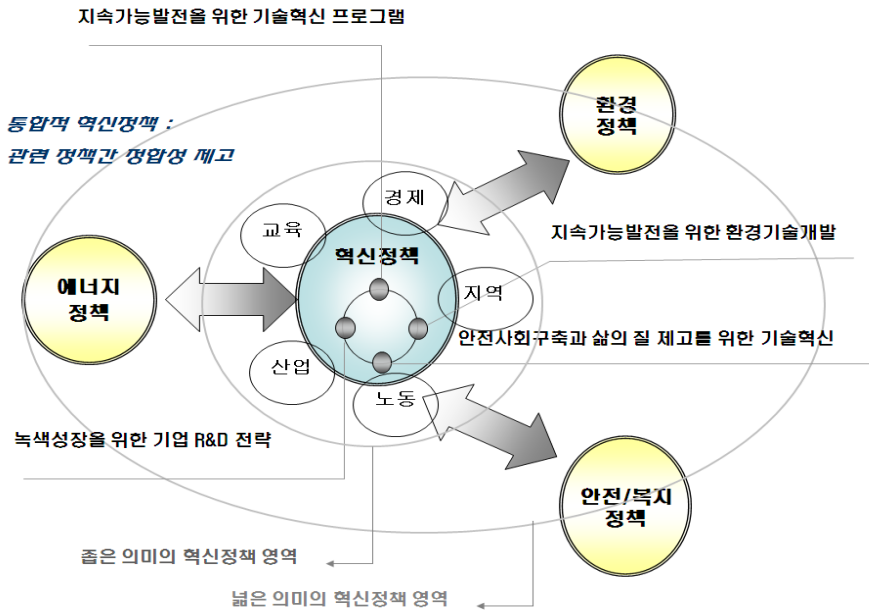 지속가능발전을 위한 기술혁신 프로그램
환경
정책
통합적 혁신정책 :
관련 정책간 정합성 제고
경제
교육
지속가능발전을 위한 환경기술개발
혁신정책
에너지
정책
지역
안전사회구축과 삶의 질 제고를 위한 기술혁신
산업
노동
녹색성장을 위한 기업 R&D 전략
안전/복지
정책
좁은 의미의 혁신정책 영역
넓은 의미의 혁신정책 영역